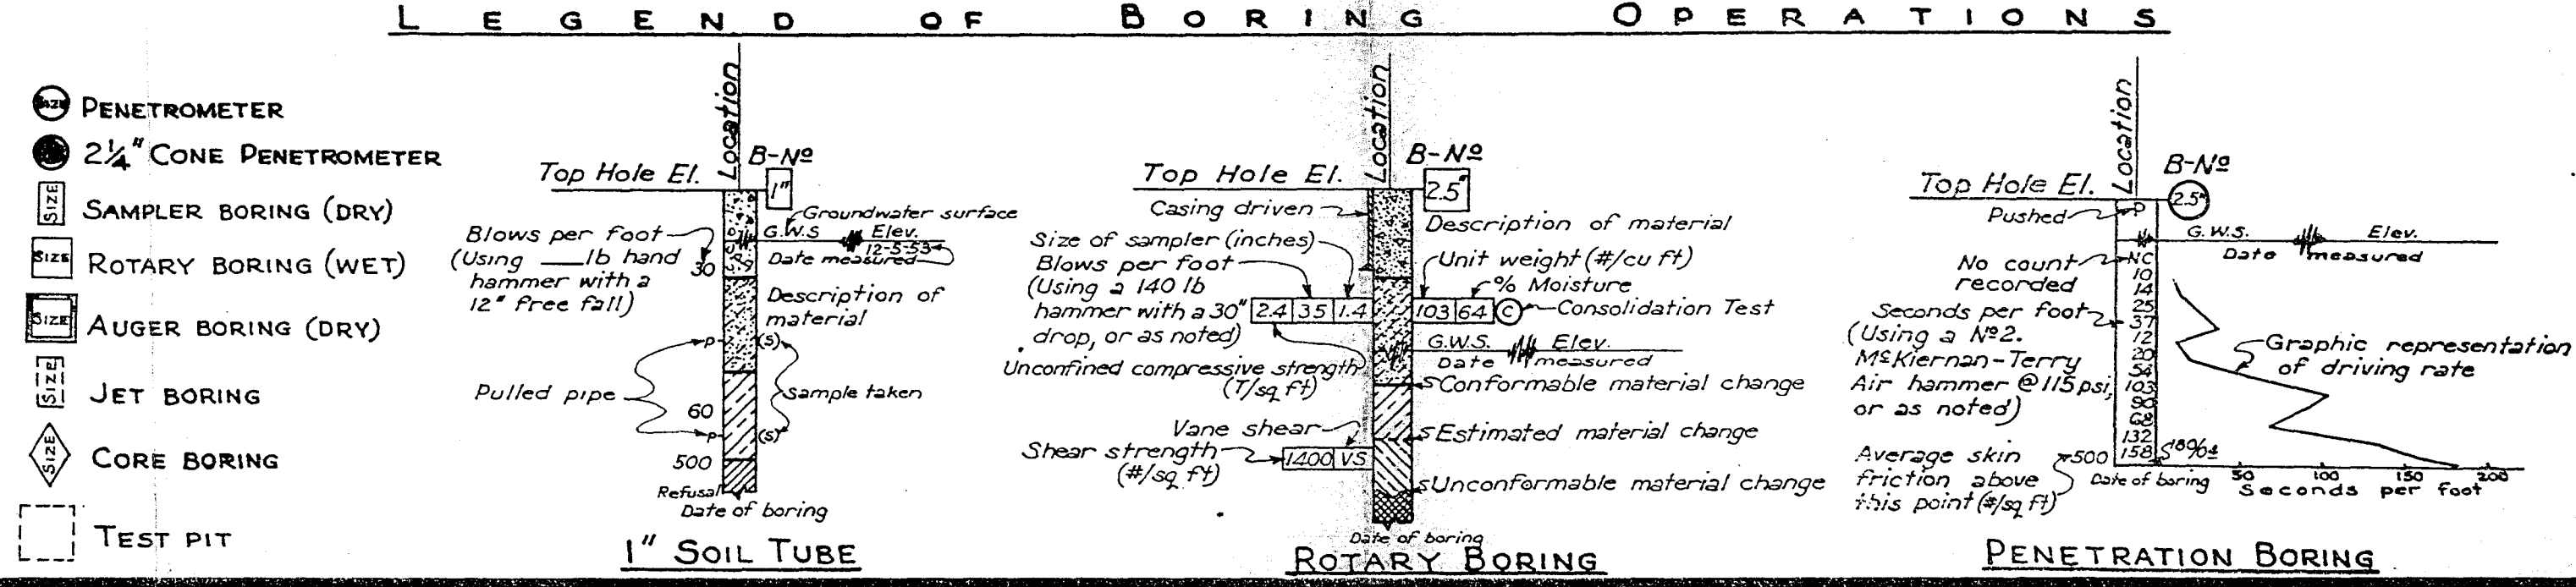 LEGEND OF BORING OPERATIONS
SIZE PENETROMETER
2¼" CONE PENETROMETER
SIZE SAMPLER BORING (DRY)
SIZE ROTARY BORING (WET)
SIZE AUGER BORING (DRY)
SIZE JET BORING
SIZE CORE BORING
TEST PIT
Location
B-Nº
Top Hole El.
1"
Groundwater surface
G.W.S Elev.
12-5-53
Date measured
Blows per foot
(Using ___lb hand
hammer with a
12" free fall)
30
Description of
material
P
(S)
Pulled pipe
Sample taken
60
P
(S)
500
Refusal
Date of boring
1" SOIL TUBE
Location
B-Nº
Top Hole El.
2.5"
Casing driven
Description of material
Size of sampler (inches)
Blows per foot
(Using a 140 lb
hammer with a 30"
drop, or as noted)
Unit weight (#/cu ft)
% Moisture
2.4 35 1.4
103 64 C
Consolidation Test
G.W.S. Elev.
Date measured
Unconfined compressive strength
(T/sq ft)
Conformable material change
Vane shear
Estimated material change
Shear strength
(#/sq ft)
1400 VS
Unconformable material change
Date of boring
ROTARY BORING
Location
B-Nº
Top Hole El.
2.5"
Pushed
P
G.W.S. Elev.
Date measured
No count
recorded
NC
10
14
25
37
12
20
54
103
80
68
132
158
Seconds per foot
(Using a Nº2.
McKiernan-Terry
Air hammer @ 115 psi,
or as noted)
Graphic representation
of driving rate
Average skin
friction above
this point (#/sq ft)
500
Date of boring
50 100 150 200
Seconds per foot
PENETRATION BORING